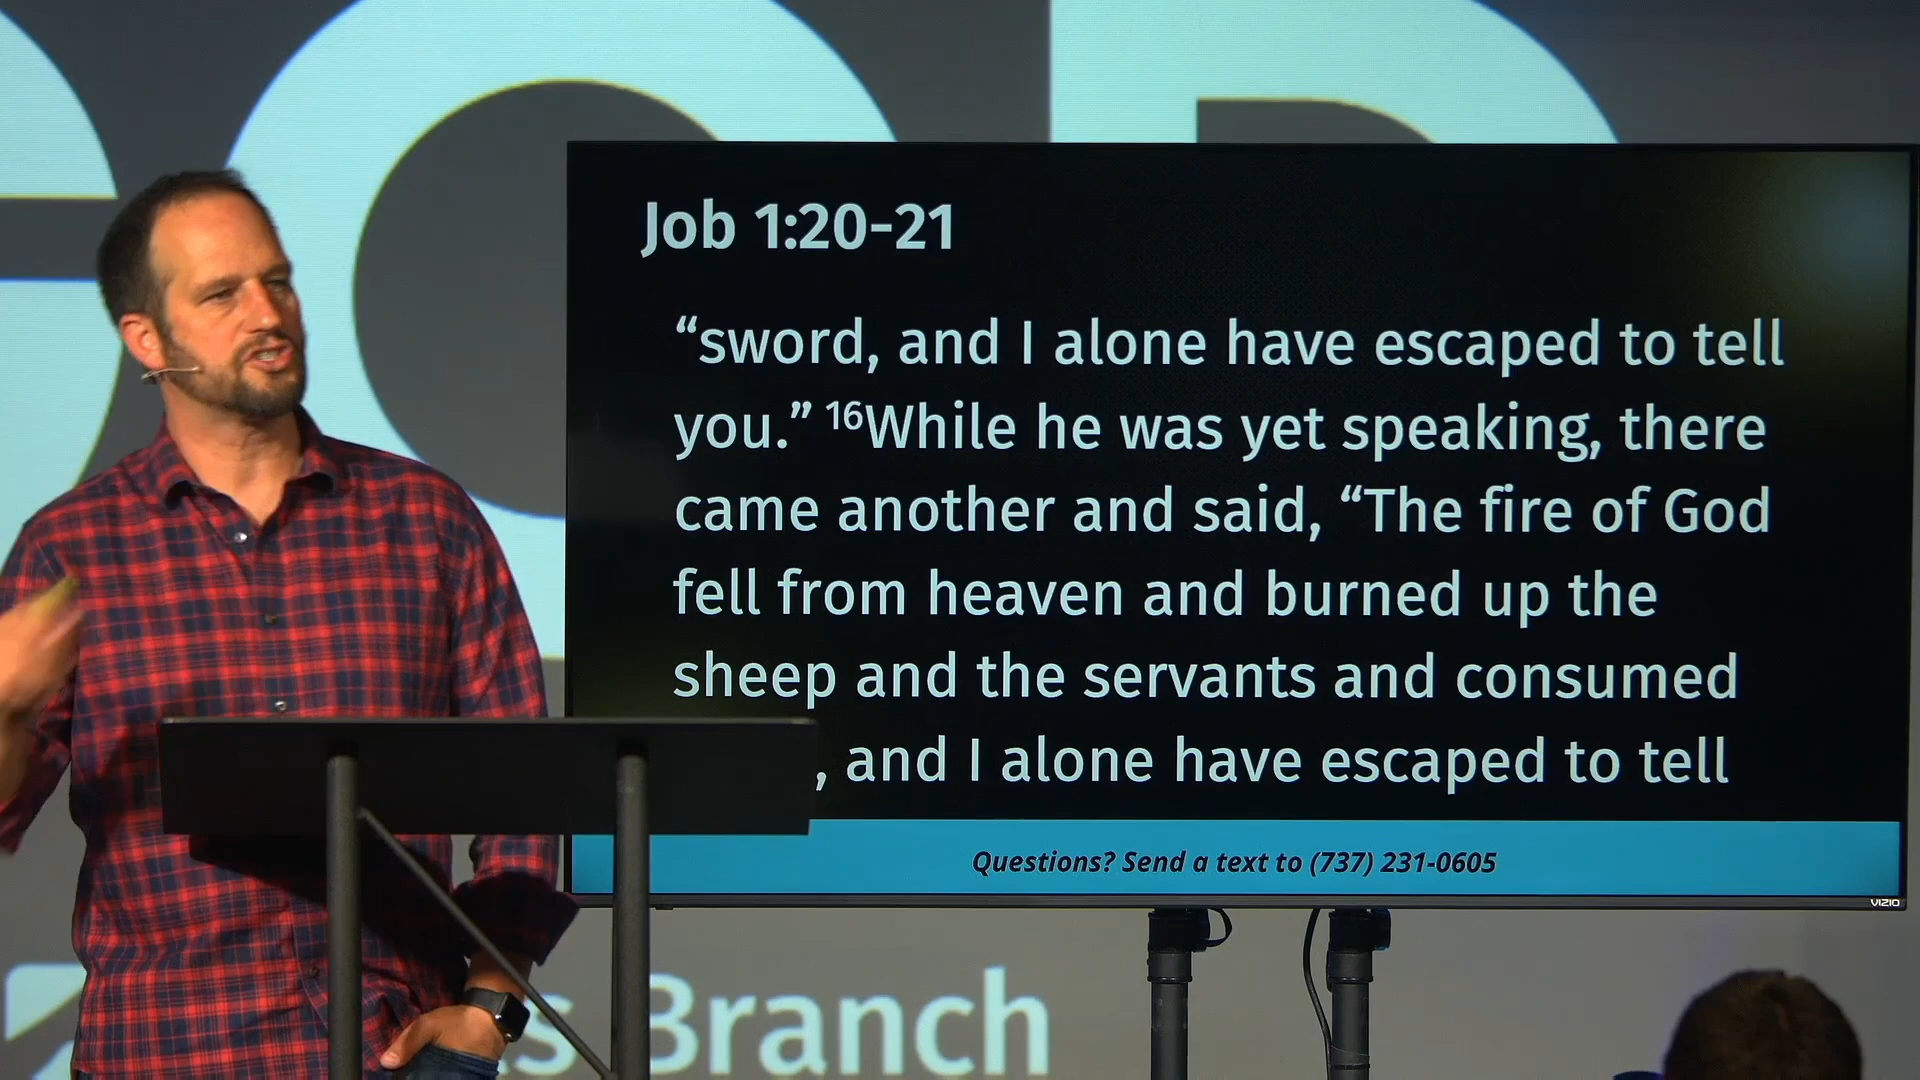 Job 1:20-21
“sword, and I alone have escaped to tell
you.” 16While he was yet speaking, there
came another and said, “The fire of God
fell from heaven and burned up the
sheep and the servants and consumed
, and I alone have escaped to tell
Questions? Send a text to (737) 231-0605
VIZIO
Branch